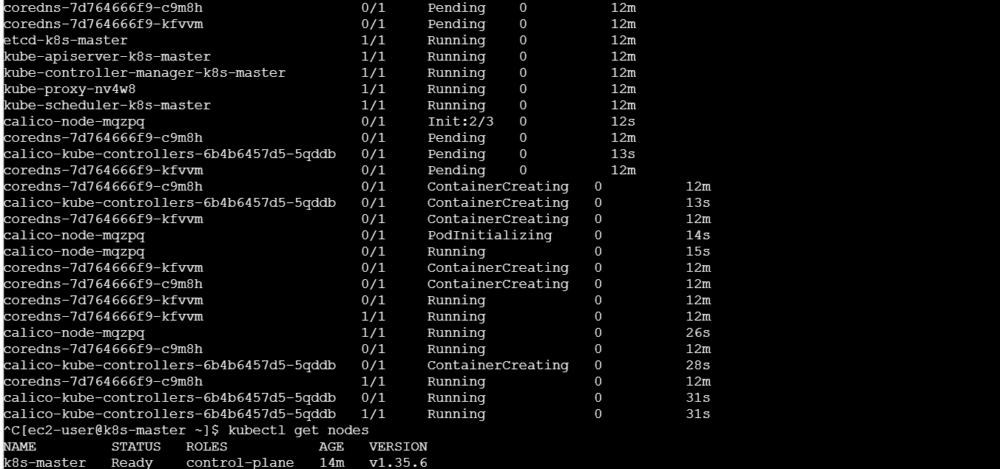 coredns-7d764666f9-c9m8h                   0/1     Pending    0          12m
coredns-7d764666f9-kfvvm                   0/1     Pending    0          12m
etcd-k8s-master                            1/1     Running    0          12m
kube-apiserver-k8s-master                  1/1     Running    0          12m
kube-controller-manager-k8s-master         1/1     Running    0          12m
kube-proxy-nv4w8                           1/1     Running    0          12m
kube-scheduler-k8s-master                  1/1     Running    0          12m
calico-node-mqzpq                          0/1     Init:2/3   0          12s
coredns-7d764666f9-c9m8h                   0/1     Pending    0          12m
calico-kube-controllers-6b4b6457d5-5qddb   0/1     Pending    0          13s
coredns-7d764666f9-kfvvm                   0/1     Pending    0          12m
coredns-7d764666f9-c9m8h                   0/1     ContainerCreating   0          12m
calico-kube-controllers-6b4b6457d5-5qddb   0/1     ContainerCreating   0          13s
coredns-7d764666f9-kfvvm                   0/1     ContainerCreating   0          12m
calico-node-mqzpq                          0/1     PodInitializing     0          14s
calico-node-mqzpq                          0/1     Running             0          15s
coredns-7d764666f9-kfvvm                   0/1     ContainerCreating   0          12m
coredns-7d764666f9-c9m8h                   0/1     ContainerCreating   0          12m
coredns-7d764666f9-kfvvm                   0/1     Running             0          12m
coredns-7d764666f9-kfvvm                   1/1     Running             0          12m
calico-node-mqzpq                          1/1     Running             0          26s
coredns-7d764666f9-c9m8h                   0/1     Running             0          12m
calico-kube-controllers-6b4b6457d5-5qddb   0/1     ContainerCreating   0          28s
coredns-7d764666f9-c9m8h                   1/1     Running             0          12m
calico-kube-controllers-6b4b6457d5-5qddb   0/1     Running             0          31s
calico-kube-controllers-6b4b6457d5-5qddb   1/1     Running             0          31s
^C[ec2-user@k8s-master ~]$ kubectl get nodes
NAME         STATUS   ROLES           AGE   VERSION
k8s-master   Ready    control-plane   14m   v1.35.6